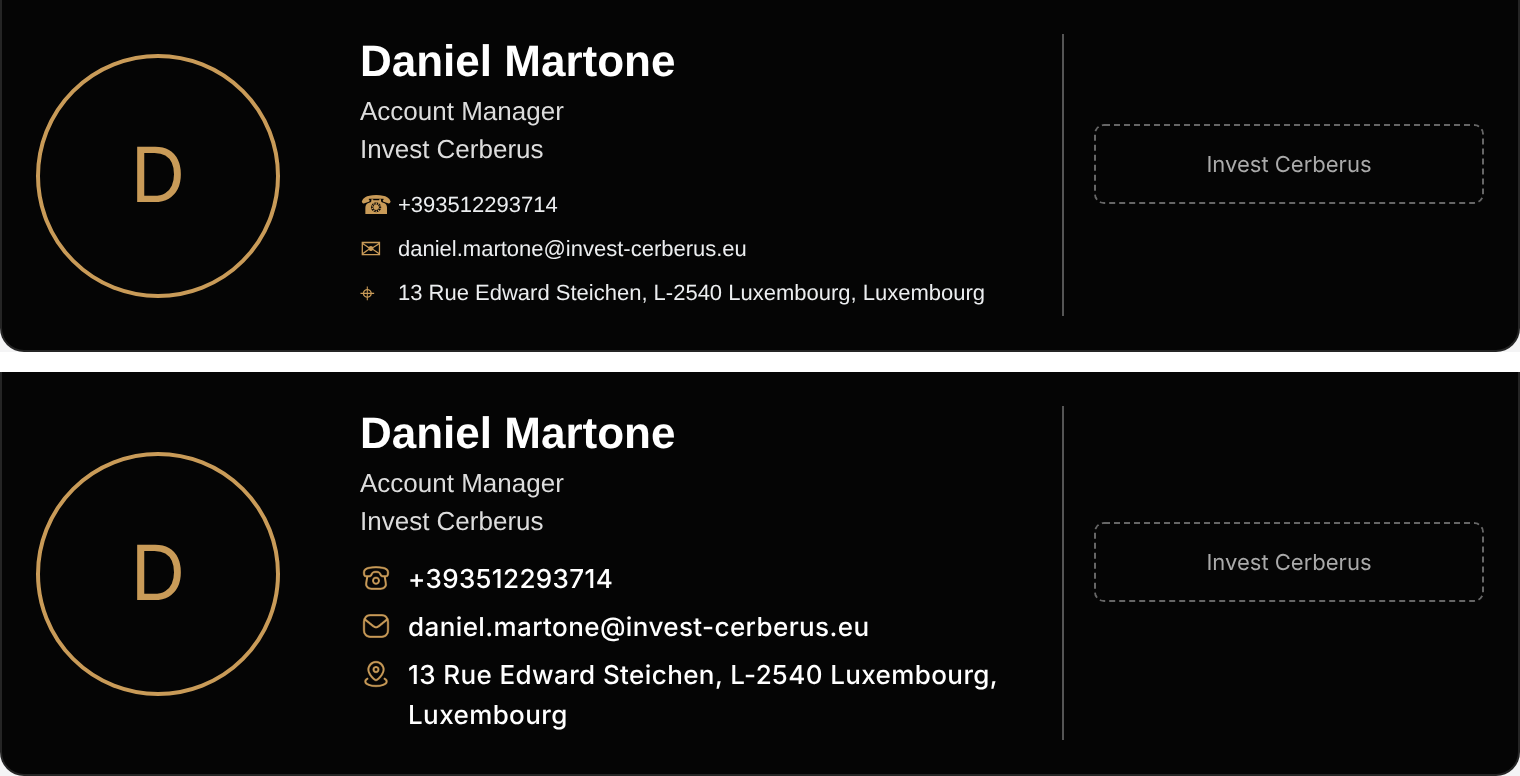 D
Daniel Martone
Account Manager
Invest Cerberus
☎ +393512293714
✉ daniel.martone@invest-cerberus.eu
⌖ 13 Rue Edward Steichen, L-2540 Luxembourg, Luxembourg
Invest Cerberus
D
Daniel Martone
Account Manager
Invest Cerberus
+393512293714
daniel.martone@invest-cerberus.eu
13 Rue Edward Steichen, L-2540 Luxembourg,
Luxembourg
Invest Cerberus